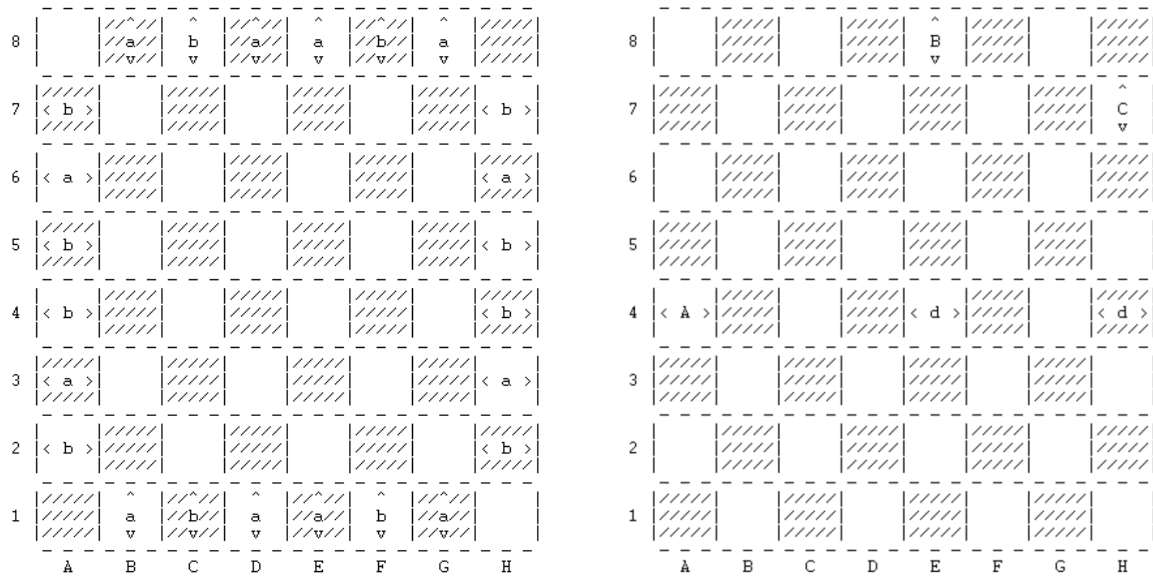 ^ ^ ^ ^ ^ ^ ^
8 a b a a b a 8 B
v v v v v v v
^
7 < b > < b > 7 C
v
6 < a > < a > 6
5 < b > < b > 5
4 < b > < b > 4 < A > < d > < d >
3 < a > < a > 3
2 < b > < b > 2
^ ^ ^ ^ ^ ^
1 a b a a b a 1
v v v v v v
A B C D E F G H A B C D E F G H